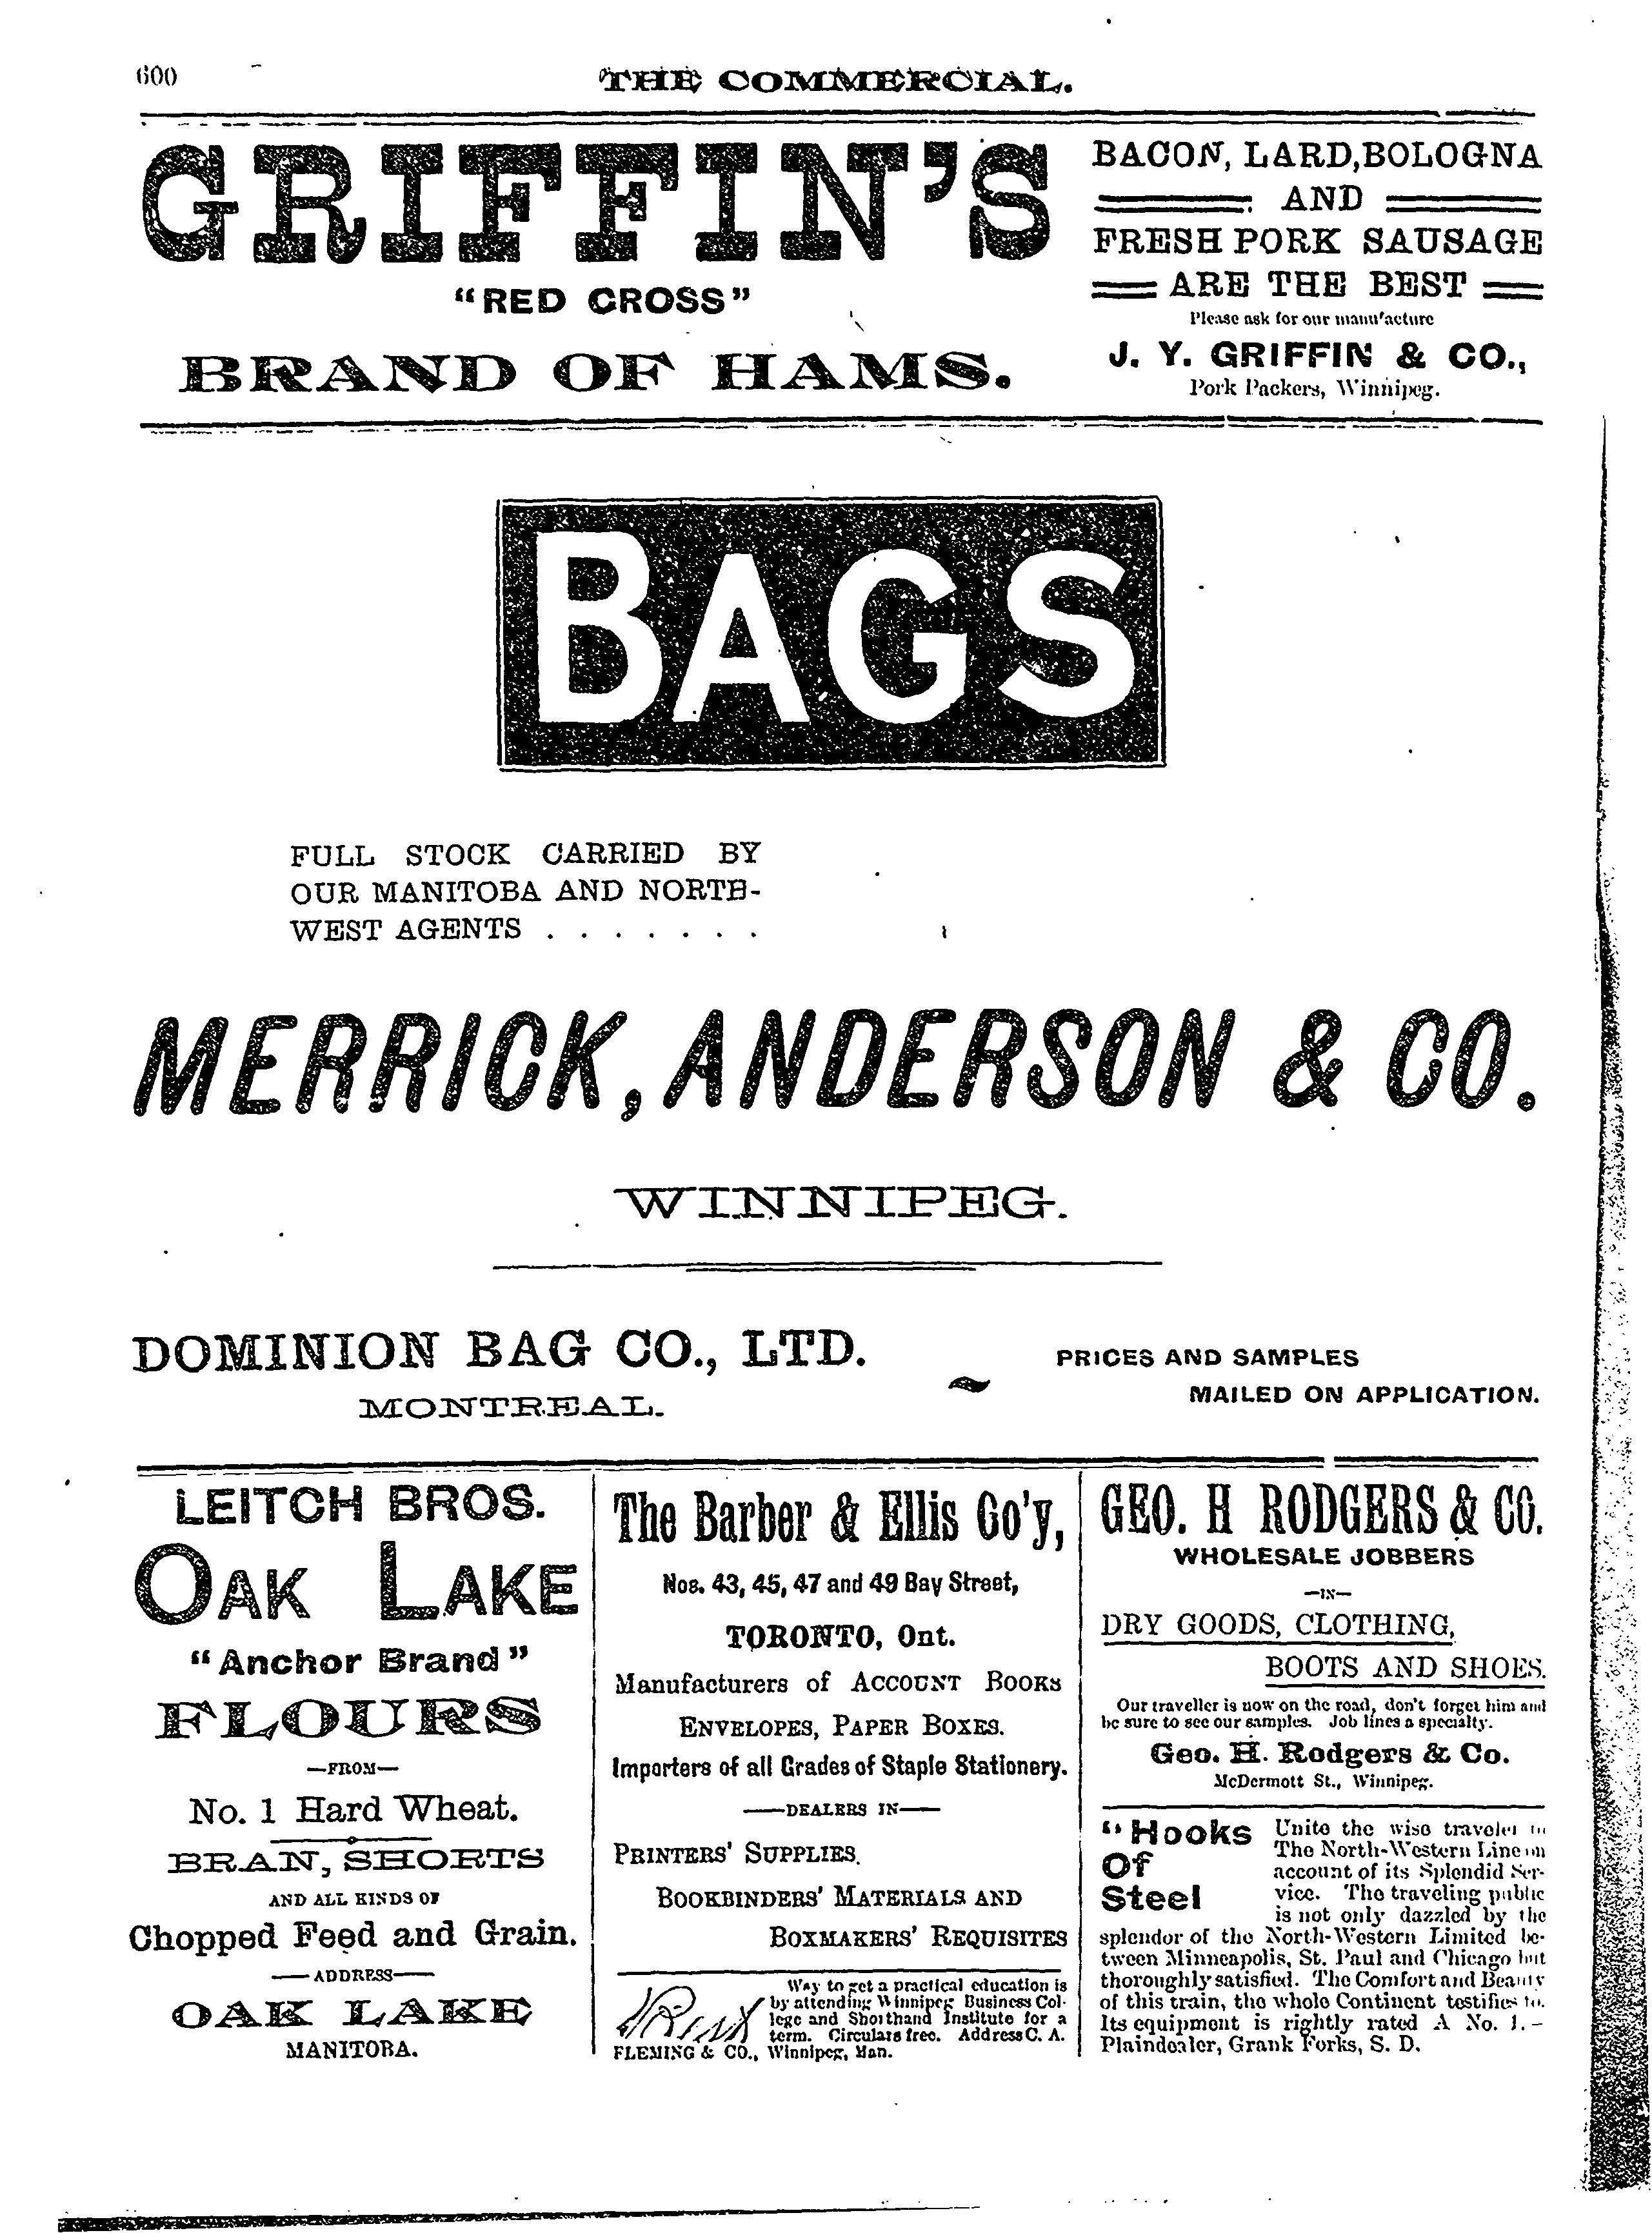 600
THE COMMERCIAL.
GRIFFIN'S
"RED CROSS"
BRAND OF HAMS.
BACON, LARD, BOLOGNA
AND
FRESH PORK SAUSAGE
ARE THE BEST
Please ask for our manufacture
J. Y. GRIFFIN & CO.,
Pork Packers, Winnipeg.
BAGS
FULL STOCK CARRIED BY
OUR MANITOBA AND NORTH-
WEST AGENTS . . . . . . .
MERRICK, ANDERSON & CO.
WINNIPEG.
DOMINION BAG CO., LTD.
MONTREAL.
PRICES AND SAMPLES
MAILED ON APPLICATION.
LEITCH BROS.
OAK LAKE
"Anchor Brand"
FLOURS
—FROM—
No. 1 Hard Wheat.
BRAN, SHORTS
AND ALL KINDS OF
Chopped Feed and Grain.
—ADDRESS—
OAK LAKE
MANITOBA.
The Barber & Ellis Co'y,
Nos. 43, 45, 47 and 49 Bay Street,
TORONTO, Ont.
Manufacturers of ACCOUNT BOOKS
ENVELOPES, PAPER BOXES.
Importers of all Grades of Staple Stationery.
—DEALERS IN—
PRINTERS' SUPPLIES.
BOOKBINDERS' MATERIALS AND
BOXMAKERS' REQUISITES
Best
Way to get a practical education is
by attending Winnipeg Business Col-
lege and Shorthand Institute for a
term. Circulars free. Address C. A.
FLEMING & CO., Winnipeg, Man.
GEO. H RODGERS & CO.
WHOLESALE JOBBERS
—IN—
DRY GOODS, CLOTHING,
BOOTS AND SHOES.
Our traveller is now on the road, don't forget him and
be sure to see our samples. Job lines a specialty.
Geo. H. Rodgers & Co.
McDermott St., Winnipeg.
"Hooks
Of
Steel
Unite the wise traveler to
The North-Western Line on
account of its Splendid Ser-
vice. The traveling public
is not only dazzled by the
splendor of the North-Western Limited be-
tween Minneapolis, St. Paul and Chicago but
thoroughly satisfied. The Comfort and Beauty
of this train, the whole Continent testifies to.
Its equipment is rightly rated A No. 1.—
Plaindealer, Grank Forks, S. D.